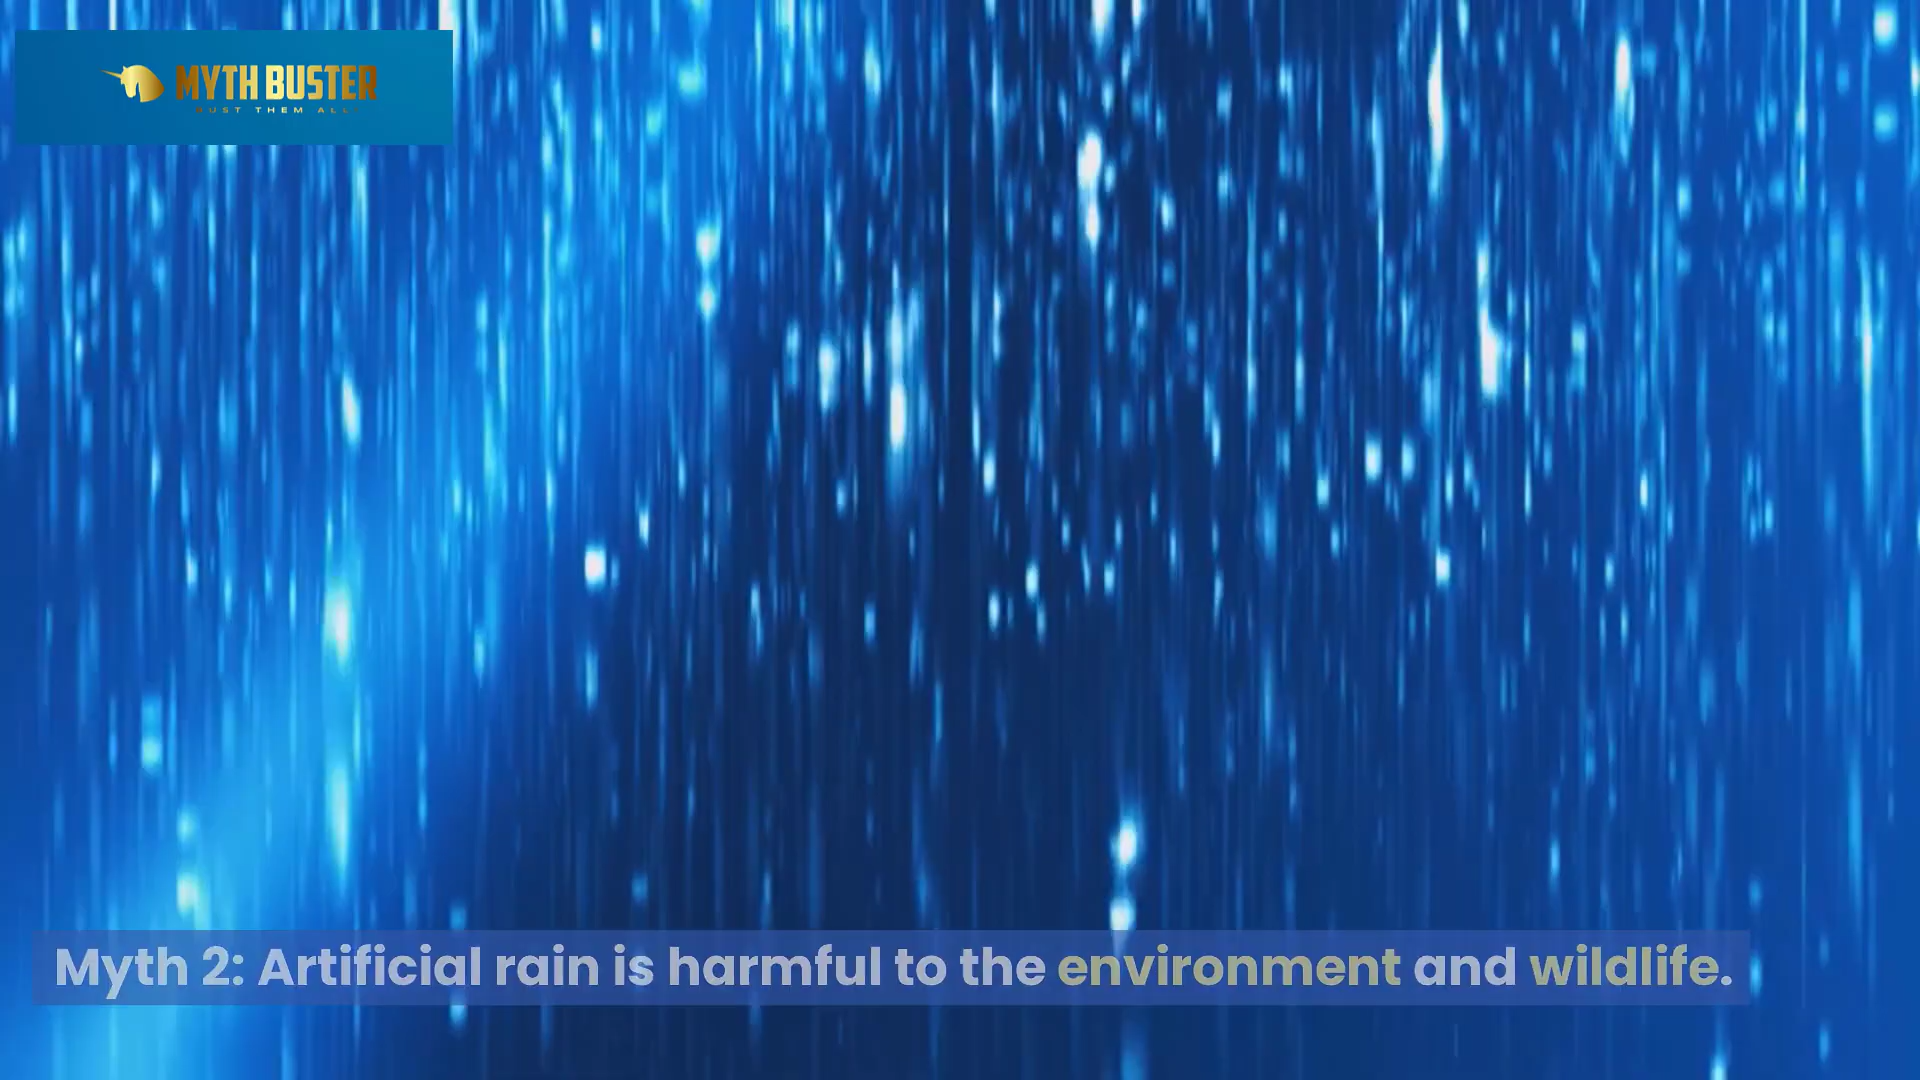 MYTH BUSTER
BUST THEM ALL
Myth 2: Artificial rain is harmful to the environment and wildlife.